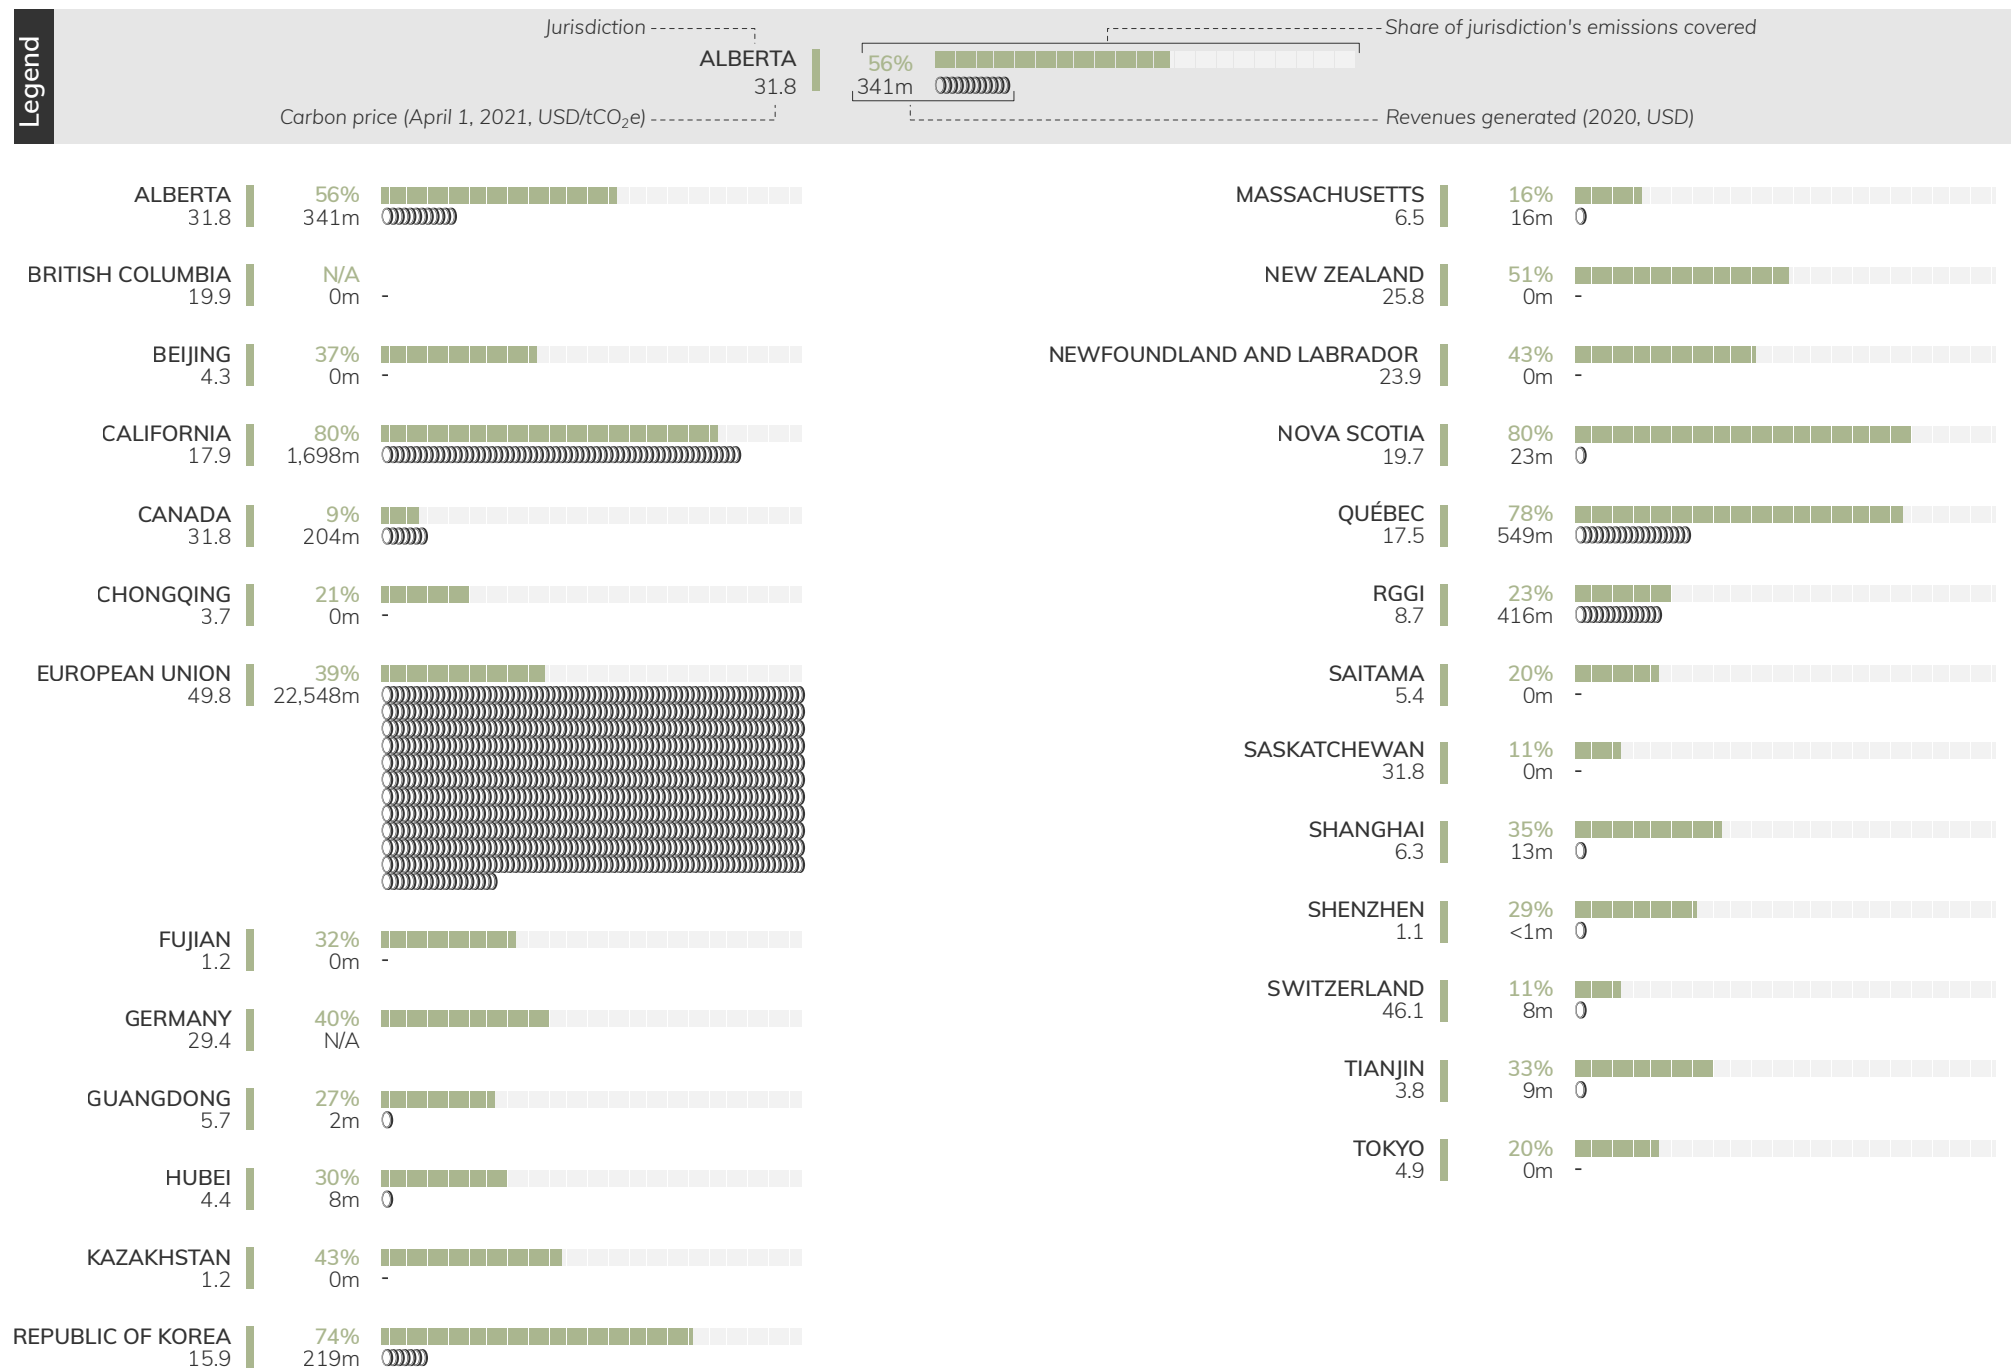 Legend
Jurisdiction
Share of jurisdiction's emissions covered
ALBERTA
56%
31.8
341m
Carbon price (April 1, 2021, USD/tCO₂e)
Revenues generated (2020, USD)
ALBERTA 56%
31.8 341m
BRITISH COLUMBIA N/A
19.9 0m -
BEIJING 37%
4.3 0m -
CALIFORNIA 80%
17.9 1,698m
CANADA 9%
31.8 204m
CHONGQING 21%
3.7 0m -
EUROPEAN UNION 39%
49.8 22,548m
FUJIAN 32%
1.2 0m -
GERMANY 40%
29.4 N/A
GUANGDONG 27%
5.7 2m
HUBEI 30%
4.4 8m
KAZAKHSTAN 43%
1.2 0m -
REPUBLIC OF KOREA 74%
15.9 219m
MASSACHUSETTS 16%
6.5 16m
NEW ZEALAND 51%
25.8 0m -
NEWFOUNDLAND AND LABRADOR 43%
23.9 0m -
NOVA SCOTIA 80%
19.7 23m
QUÉBEC 78%
17.5 549m
RGGI 23%
8.7 416m
SAITAMA 20%
5.4 0m -
SASKATCHEWAN 11%
31.8 0m -
SHANGHAI 35%
6.3 13m
SHENZHEN 29%
1.1 <1m
SWITZERLAND 11%
46.1 8m
TIANJIN 33%
3.8 9m
TOKYO 20%
4.9 0m -